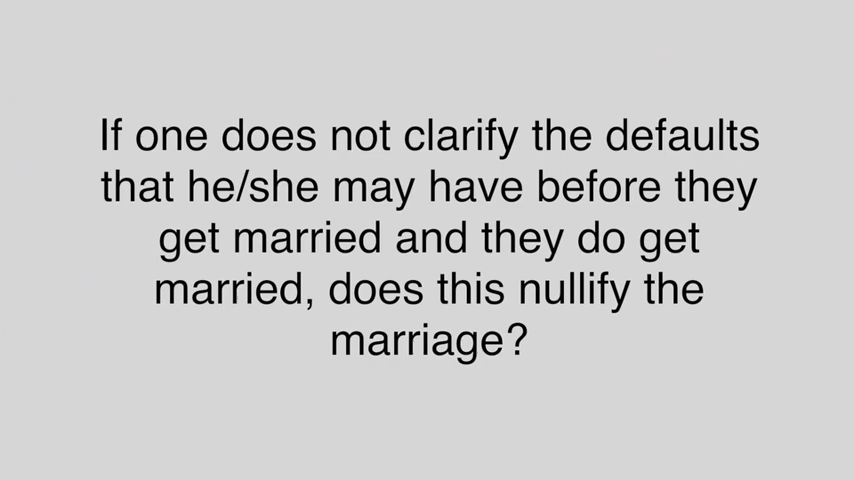 If one does not clarify the defaults
that he/she may have before they
get married and they do get
married, does this nullify the
marriage?